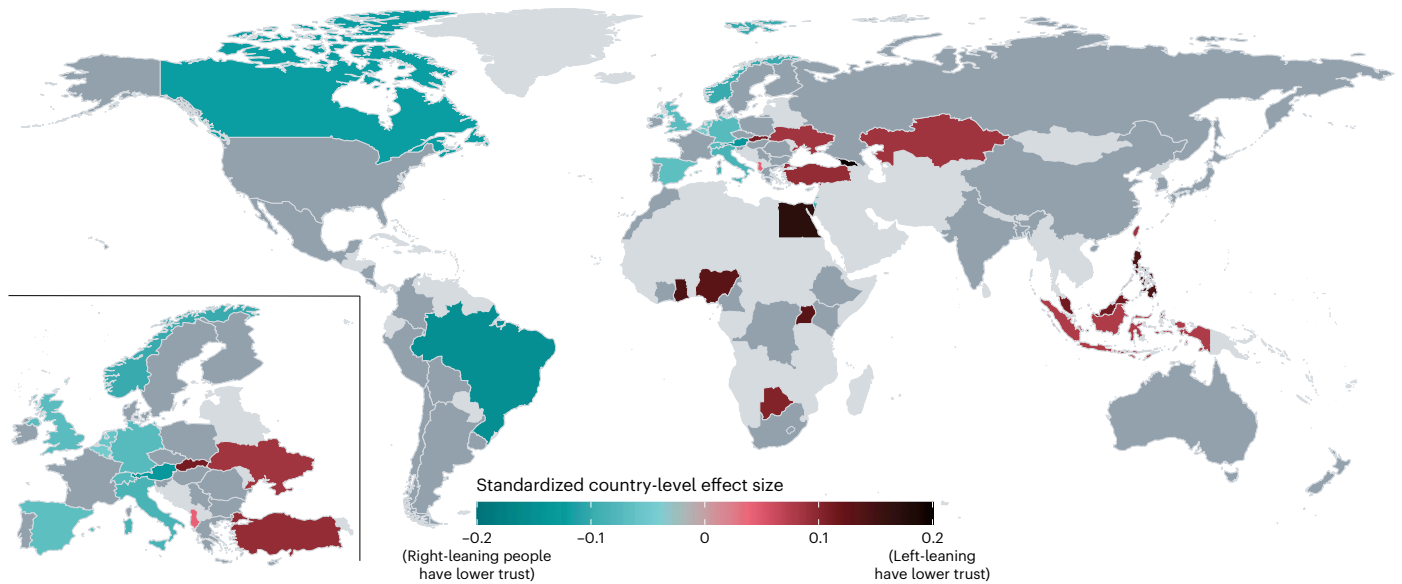 Standardized country-level effect size
−0.2 −0.1 0 0.1 0.2
(Right-leaning people (Left-leaning
have lower trust) have lower trust)